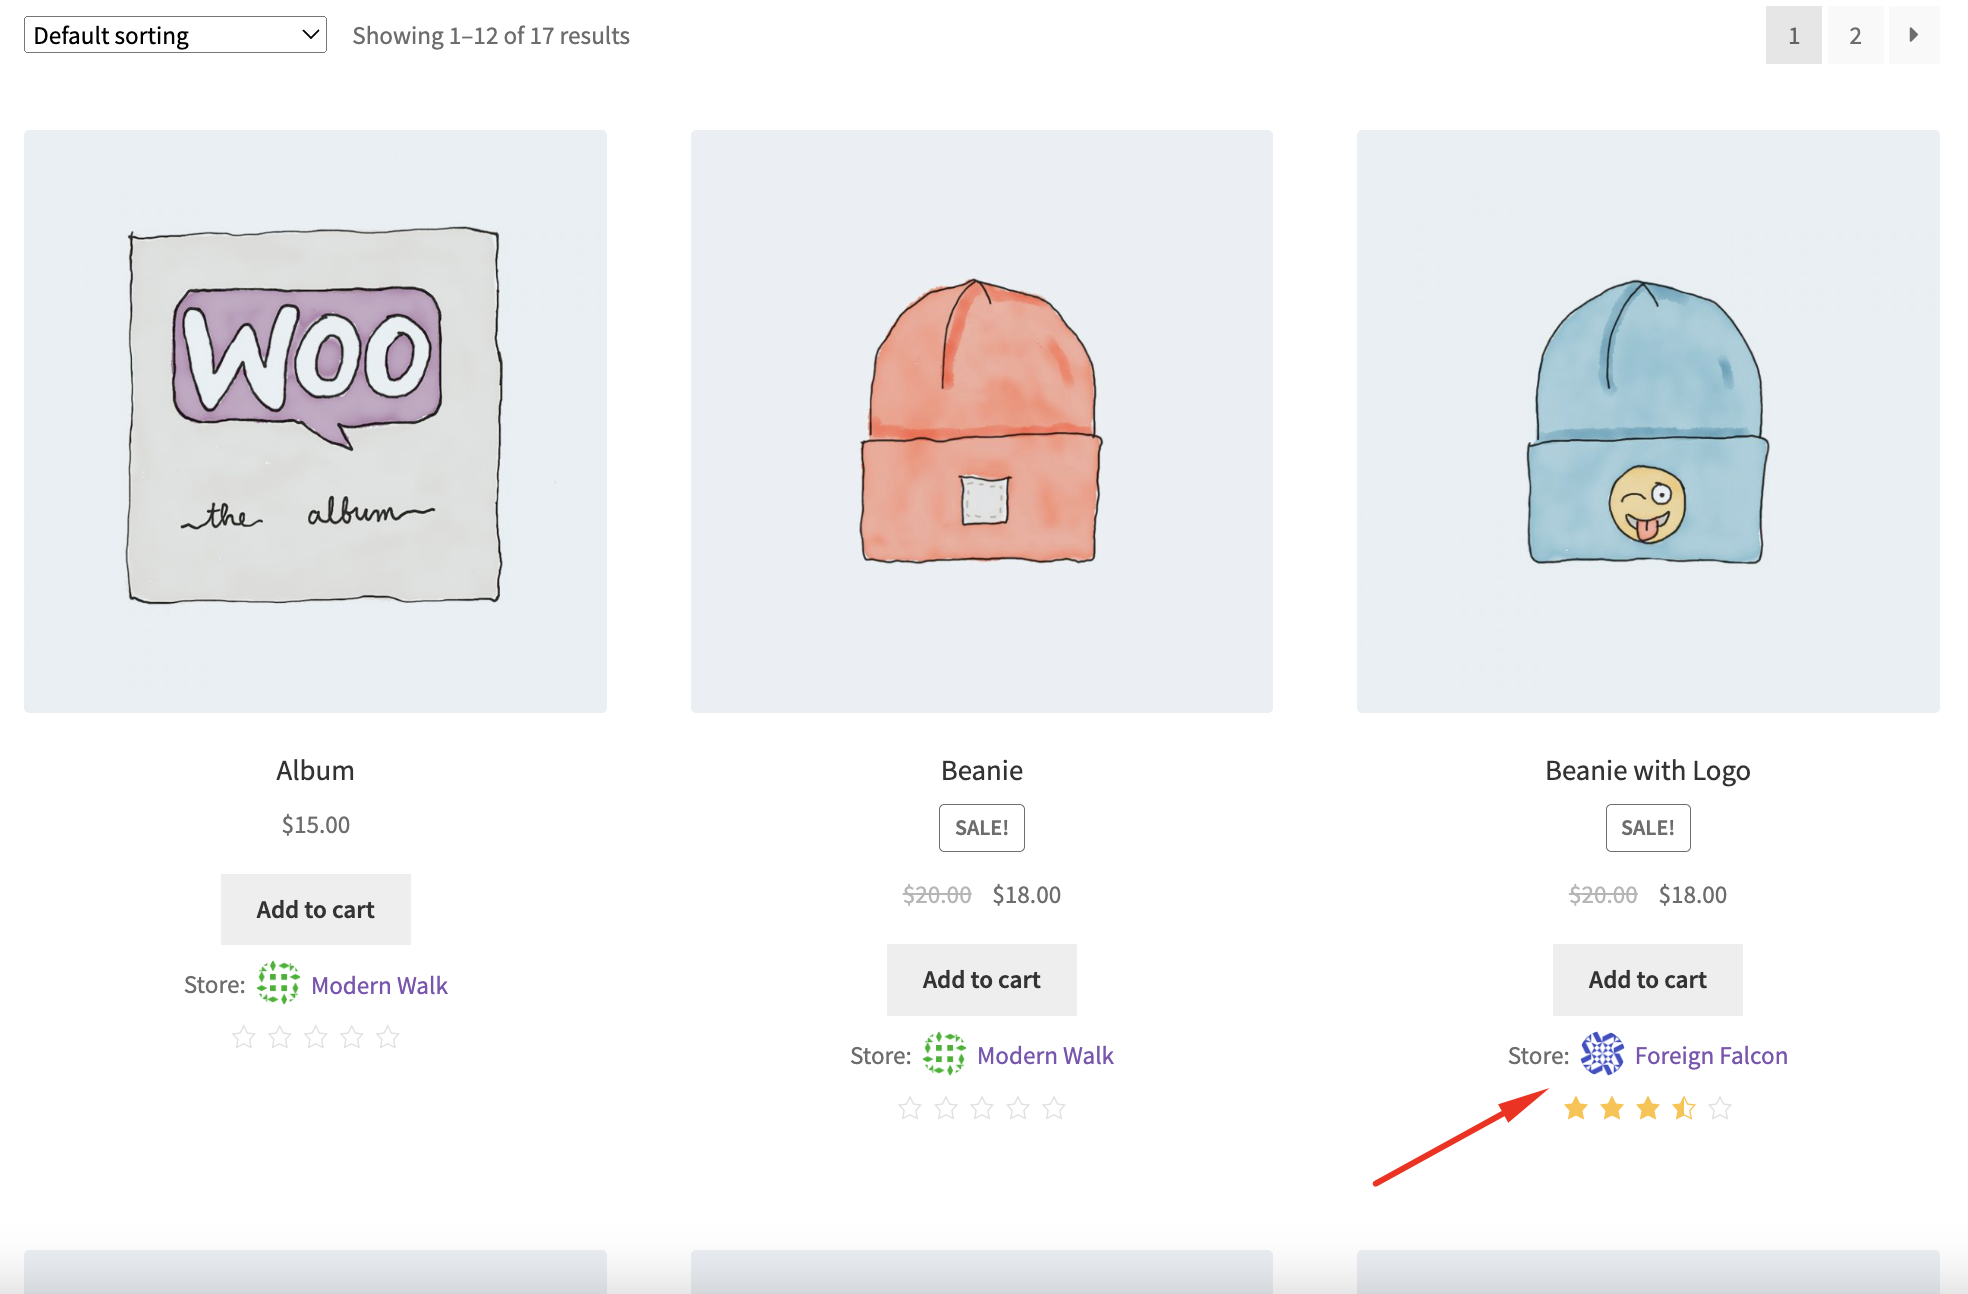 Default sorting
Showing 1–12 of 17 results
1
2
WOO
the album
Album
$15.00
Add to cart
Store: Modern Walk
Beanie
SALE!
$20.00 $18.00
Add to cart
Store: Modern Walk
Beanie with Logo
SALE!
$20.00 $18.00
Add to cart
Store: Foreign Falcon